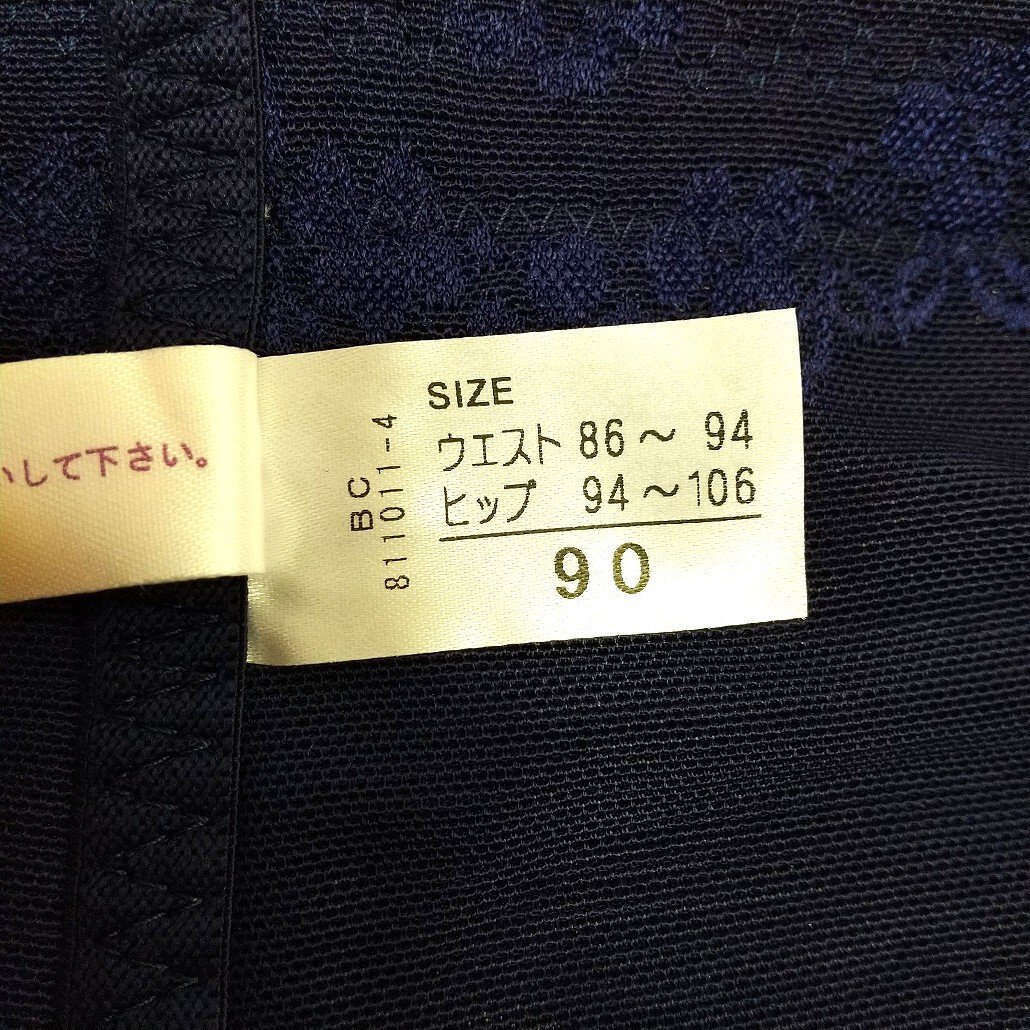 いして下さい。
BC
811011-4
SIZE
ウエスト 86～ 94
ヒップ 94～106
90